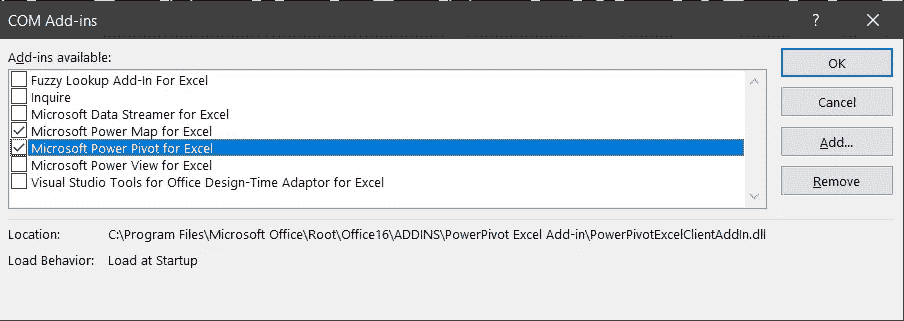 COM Add-ins
?
Add-ins available:
Fuzzy Lookup Add-In For Excel
Inquire
Microsoft Data Streamer for Excel
Microsoft Power Map for Excel
Microsoft Power Pivot for Excel
Microsoft Power View for Excel
Visual Studio Tools for Office Design-Time Adaptor for Excel
OK
Cancel
Add...
Remove
Location: C:\Program Files\Microsoft Office\Root\Office16\ADDINS\PowerPivot Excel Add-in\PowerPivotExcelClientAddIn.dll
Load Behavior: Load at Startup